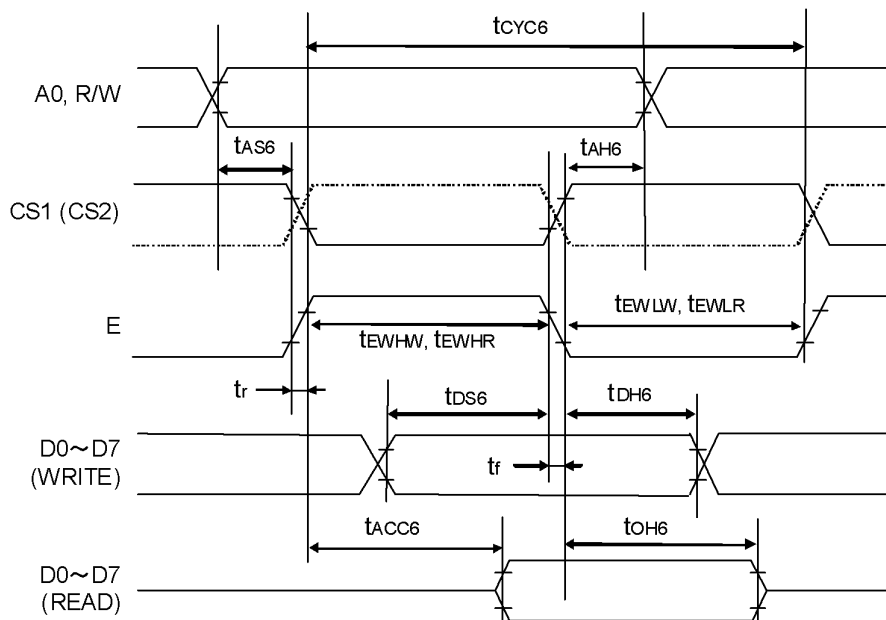 tCYC6
A0, R/W
tAS6
tAH6
CS1 (CS2)
E
tEWHW, tEWHR
tEWLW, tEWLR
tr
tDS6
tDH6
D0~D7
(WRITE)
tf
tACC6
tOH6
D0~D7
(READ)